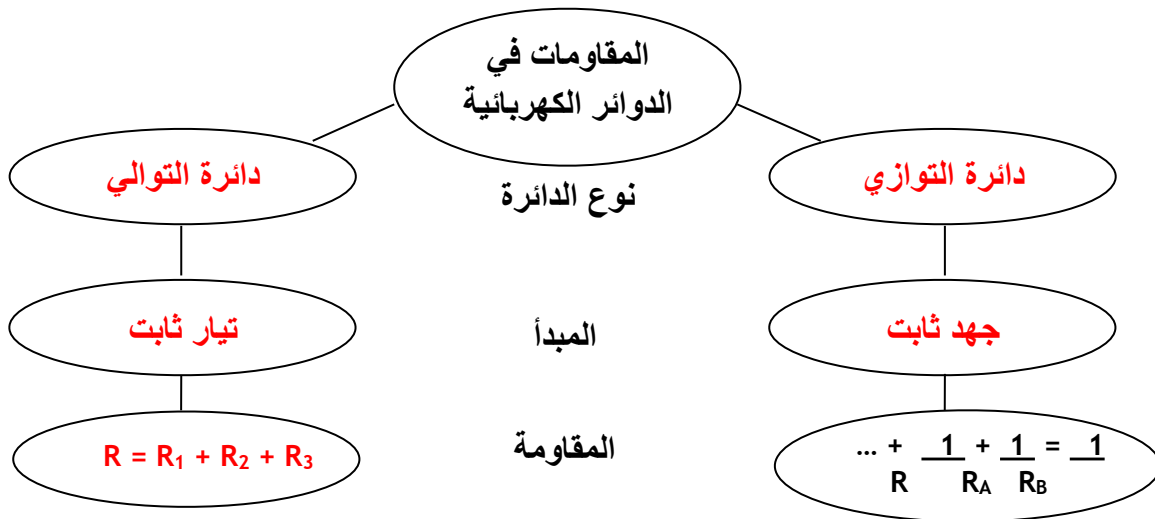 المقاومات في
الدوائر الكهربائية
دائرة التوازي
نوع الدائرة
دائرة التوالي
جهد ثابت
المبدأ
تيار ثابت
... + 1 + 1 = 1
R R_A R_B
المقاومة
R = R₁ + R₂ + R₃